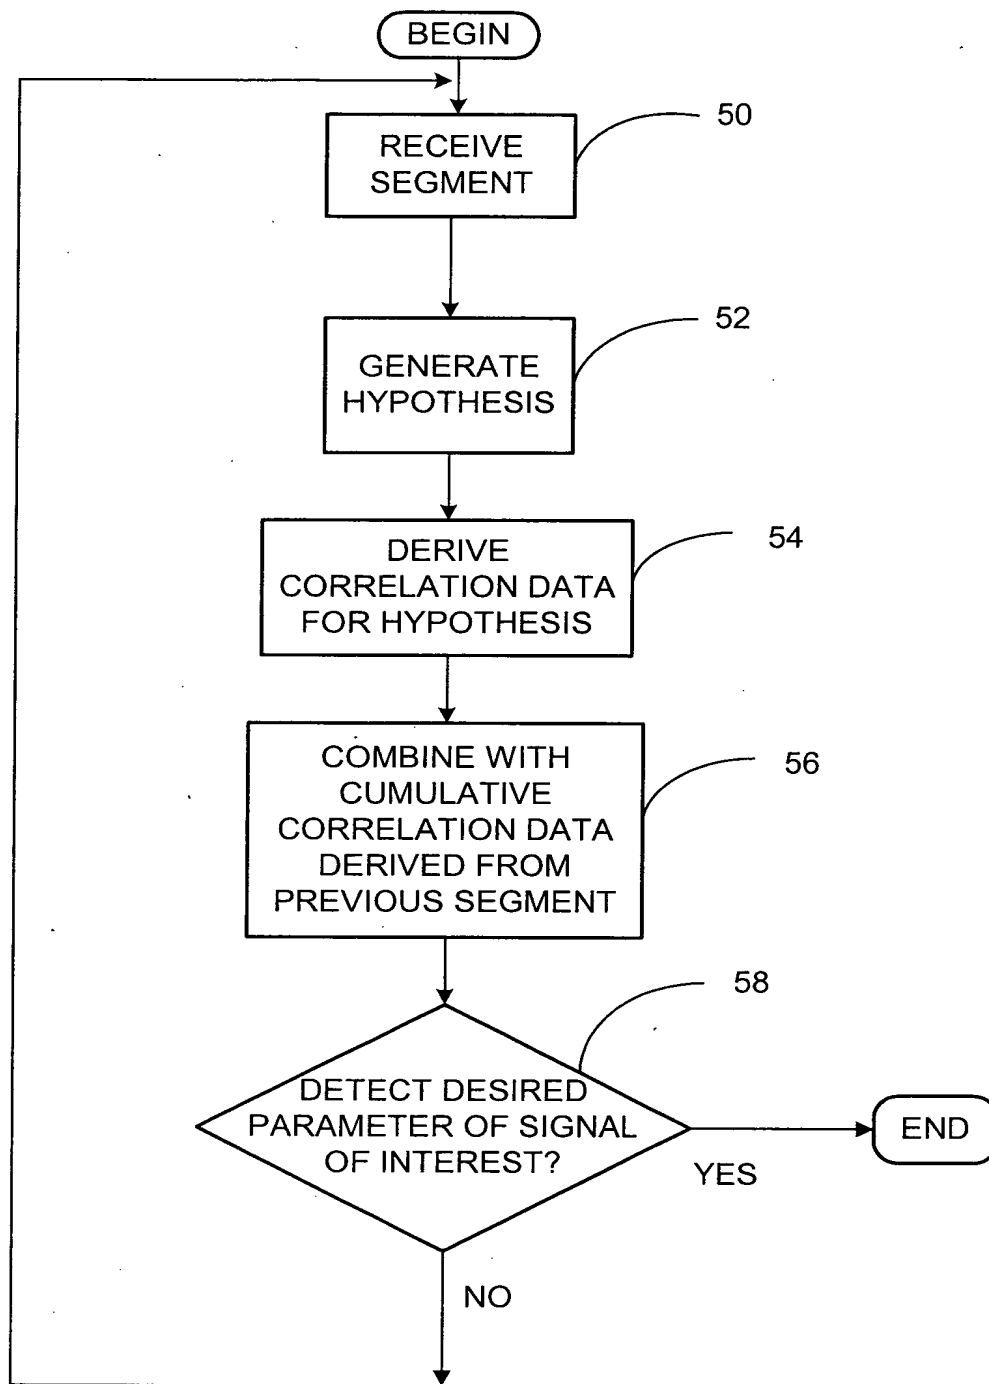 BEGIN
50
RECEIVE
SEGMENT
52
GENERATE
HYPOTHESIS
54
DERIVE
CORRELATION DATA
FOR HYPOTHESIS
56
COMBINE WITH
CUMULATIVE
CORRELATION DATA
DERIVED FROM
PREVIOUS SEGMENT
58
DETECT DESIRED
PARAMETER OF SIGNAL
OF INTEREST?
END
YES
NO